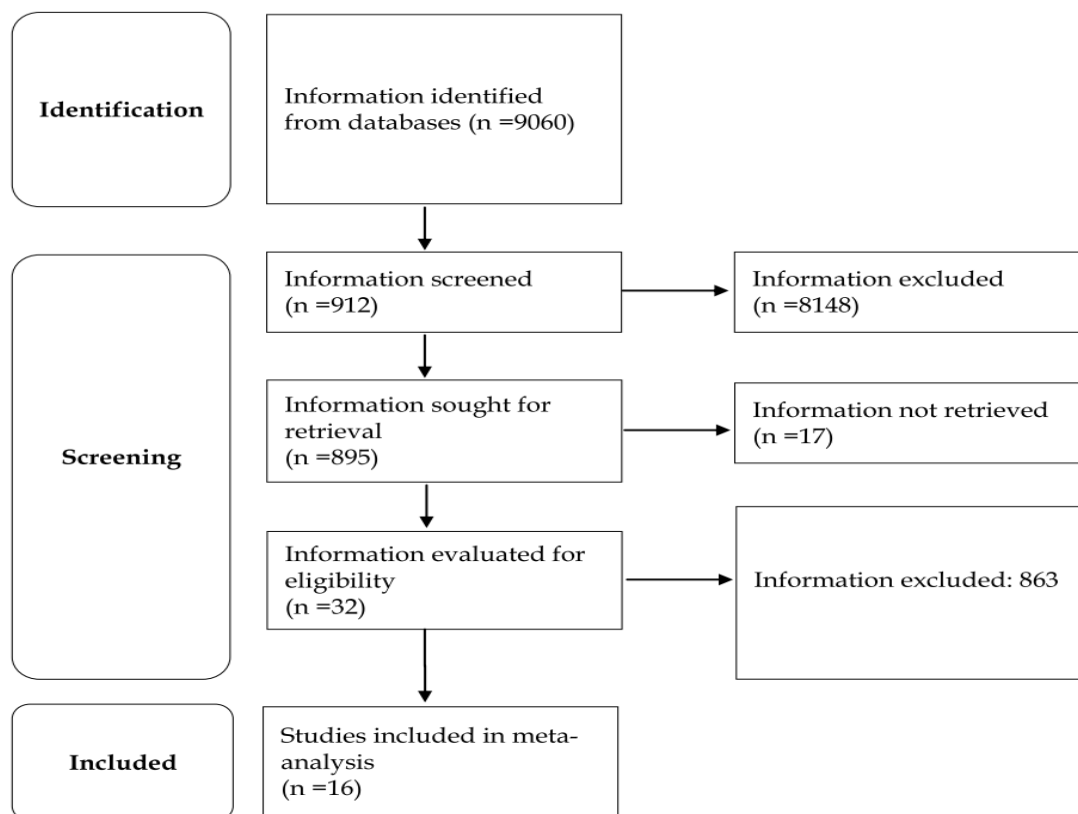 Identification
Information identified
from databases (n =9060)
Screening
Information screened
(n =912)
Information excluded
(n =8148)
Information sought for
retrieval
(n =895)
Information not retrieved
(n =17)
Information evaluated for
eligibility
(n =32)
Information excluded: 863
Included
Studies included in meta-
analysis
(n =16)